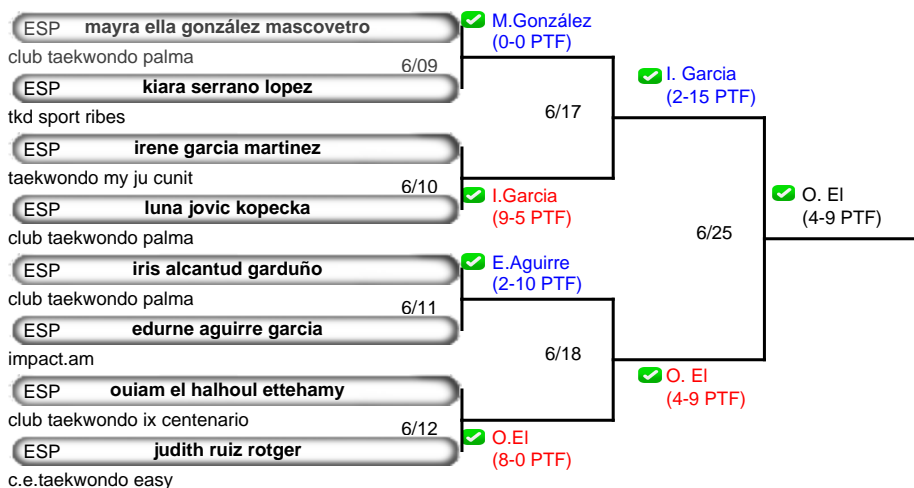 ESP mayra ella gonzález mascovetro
club taekwondo palma
6/09
ESP kiara serrano lopez
tkd sport ribes
ESP irene garcia martinez
taekwondo my ju cunit
6/10
ESP luna jovic kopecka
club taekwondo palma
ESP iris alcantud garduño
club taekwondo palma
6/11
ESP edurne aguirre garcia
impact.am
ESP ouiam el halhoul ettehamy
club taekwondo ix centenario
6/12
ESP judith ruiz rotger
c.e.taekwondo easy
M.González
(0-0 PTF)
I.Garcia
(9-5 PTF)
E.Aguirre
(2-10 PTF)
O.El
(8-0 PTF)
6/17
6/18
I. Garcia
(2-15 PTF)
O. El
(4-9 PTF)
6/25
O. El
(4-9 PTF)